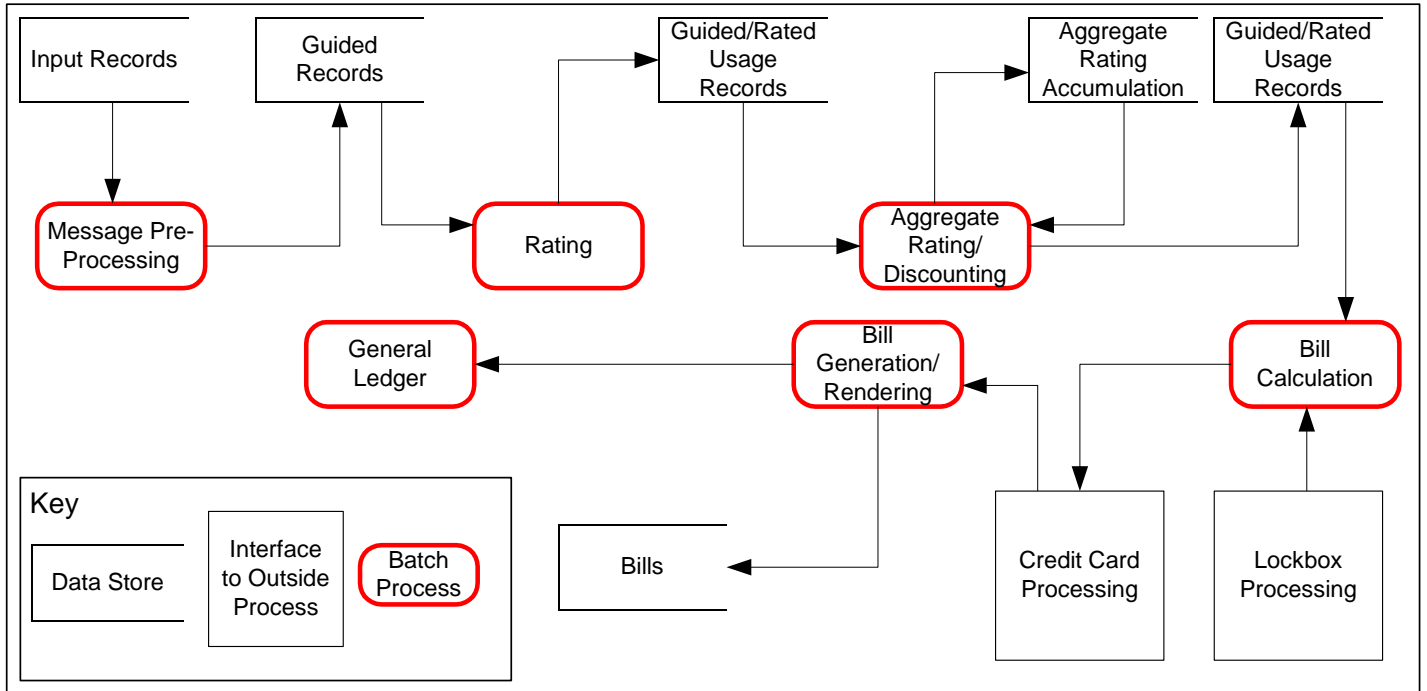 Input Records
Guided
Records
Guided/Rated
Usage
Records
Aggregate
Rating
Accumulation
Guided/Rated
Usage
Records
Message Pre-
Processing
Rating
Aggregate
Rating/
Discounting
General
Ledger
Bill
Generation/
Rendering
Bill
Calculation
Key
Data Store
Interface
to Outside
Process
Batch
Process
Bills
Credit Card
Processing
Lockbox
Processing